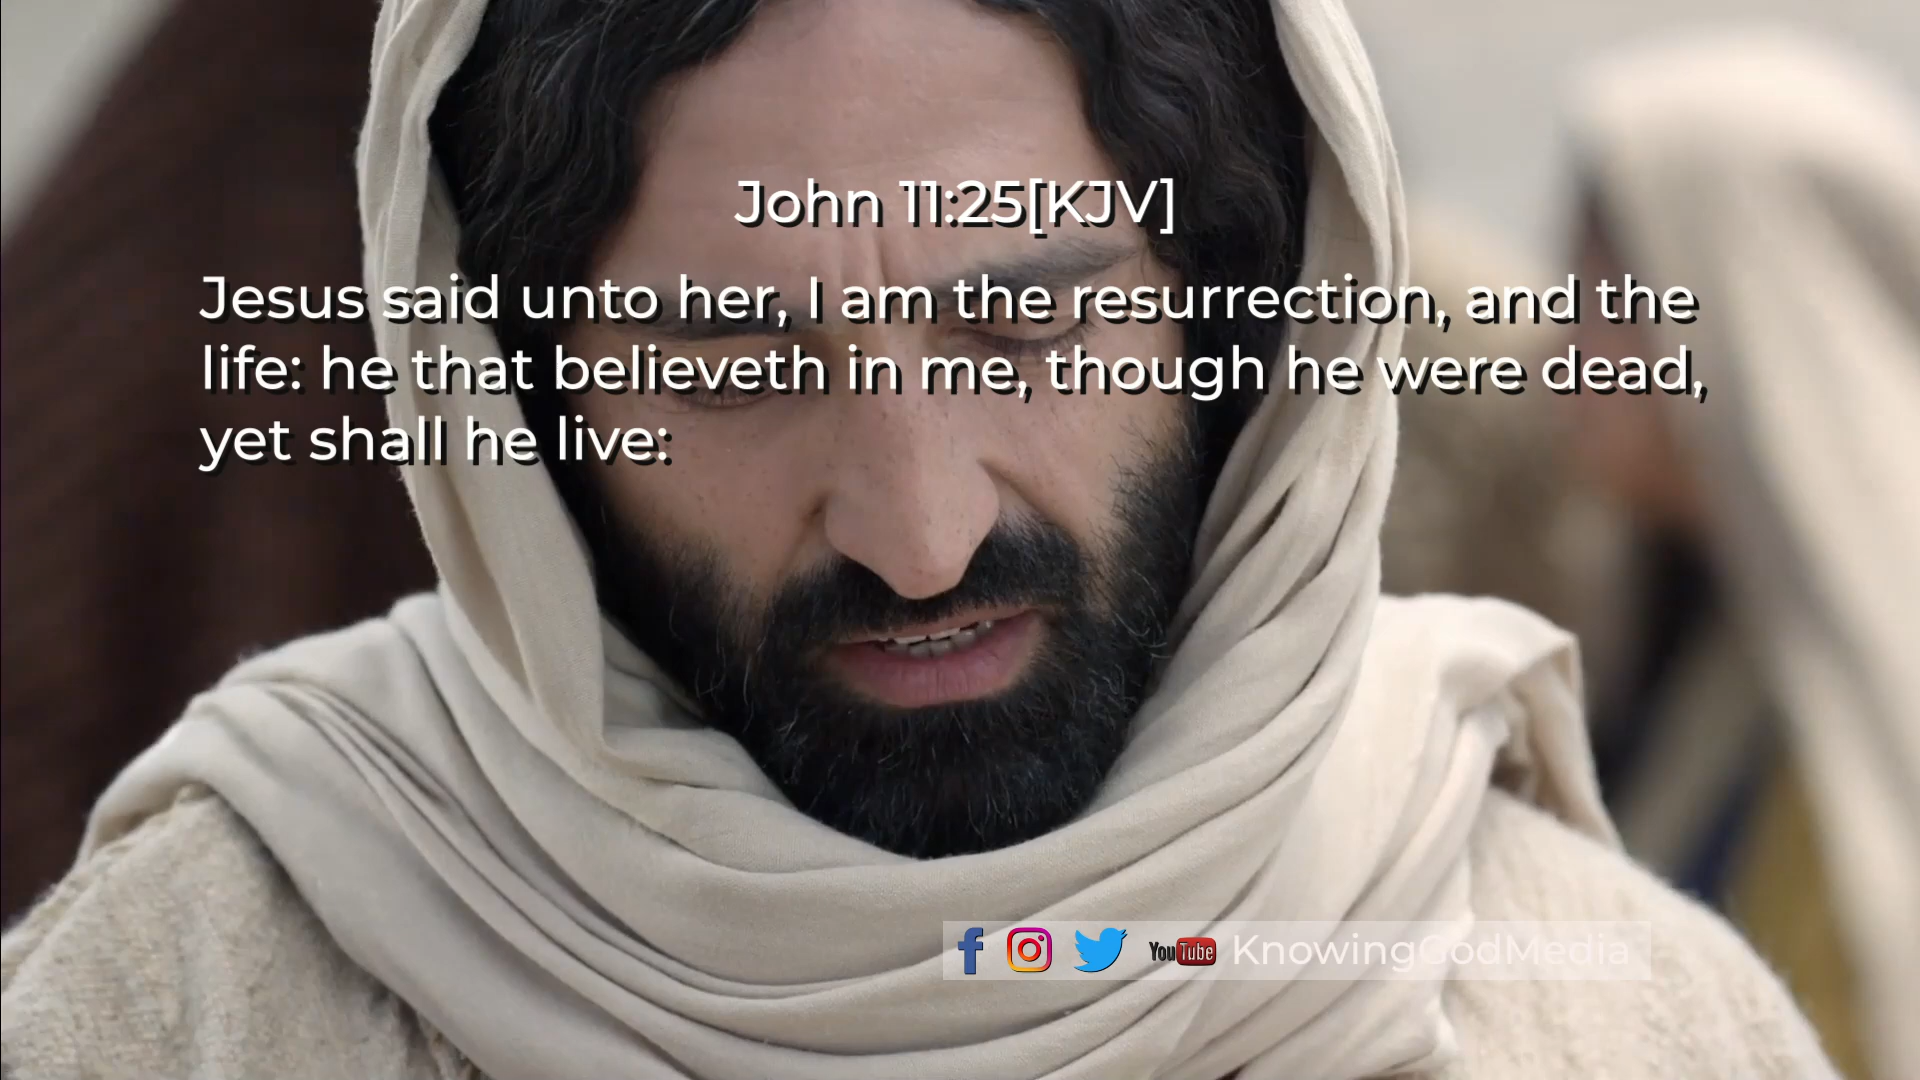 John 11:25[KJV]
Jesus said unto her, I am the resurrection, and the
life: he that believeth in me, though he were dead,
yet shall he live:
f You Tube KnowingGodMedia